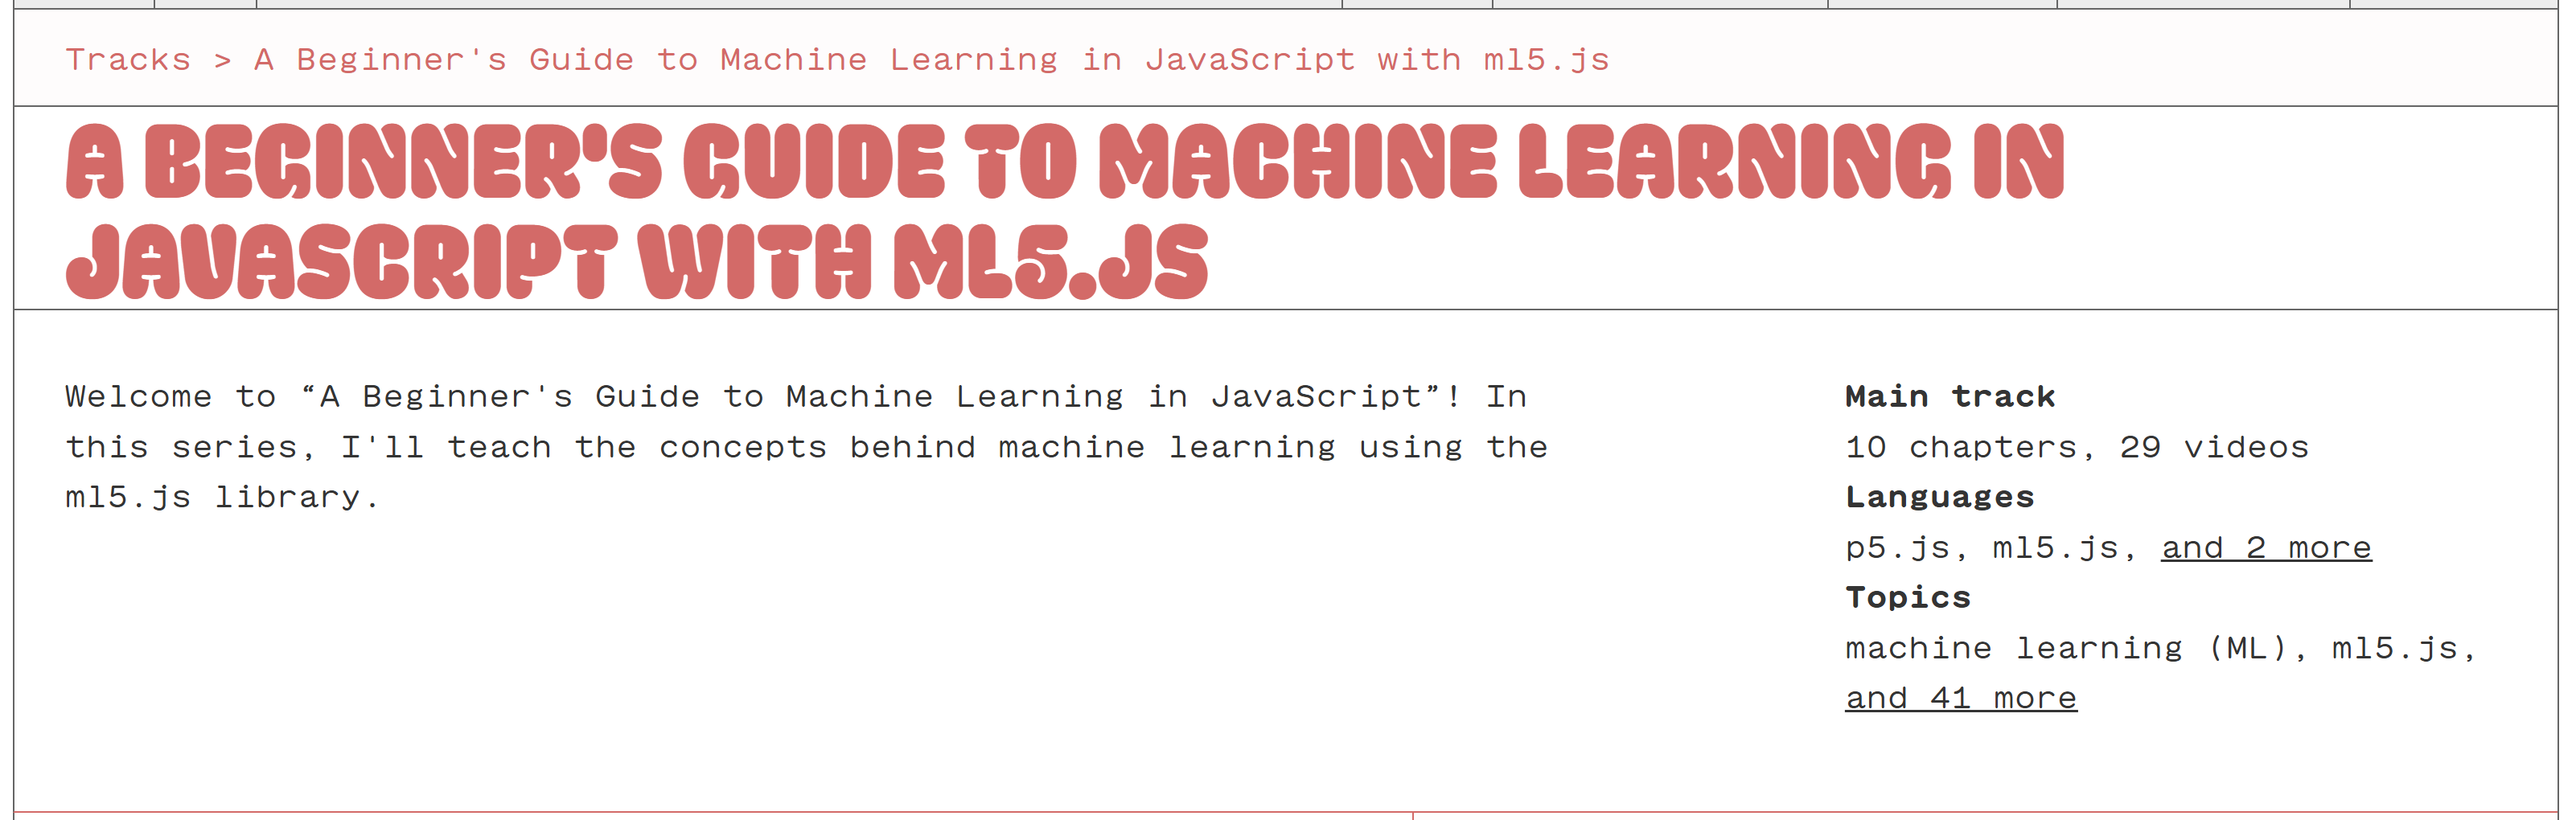 Tracks > A Beginner's Guide to Machine Learning in JavaScript with ml5.js
A BEGINNER'S GUIDE TO MACHINE LEARNING IN
JAVASCRIPT WITH ML5.JS
Welcome to “A Beginner's Guide to Machine Learning in JavaScript”! In
this series, I'll teach the concepts behind machine learning using the
ml5.js library.
Main track
10 chapters, 29 videos
Languages
p5.js, ml5.js, and 2 more
Topics
machine learning (ML), ml5.js,
and 41 more